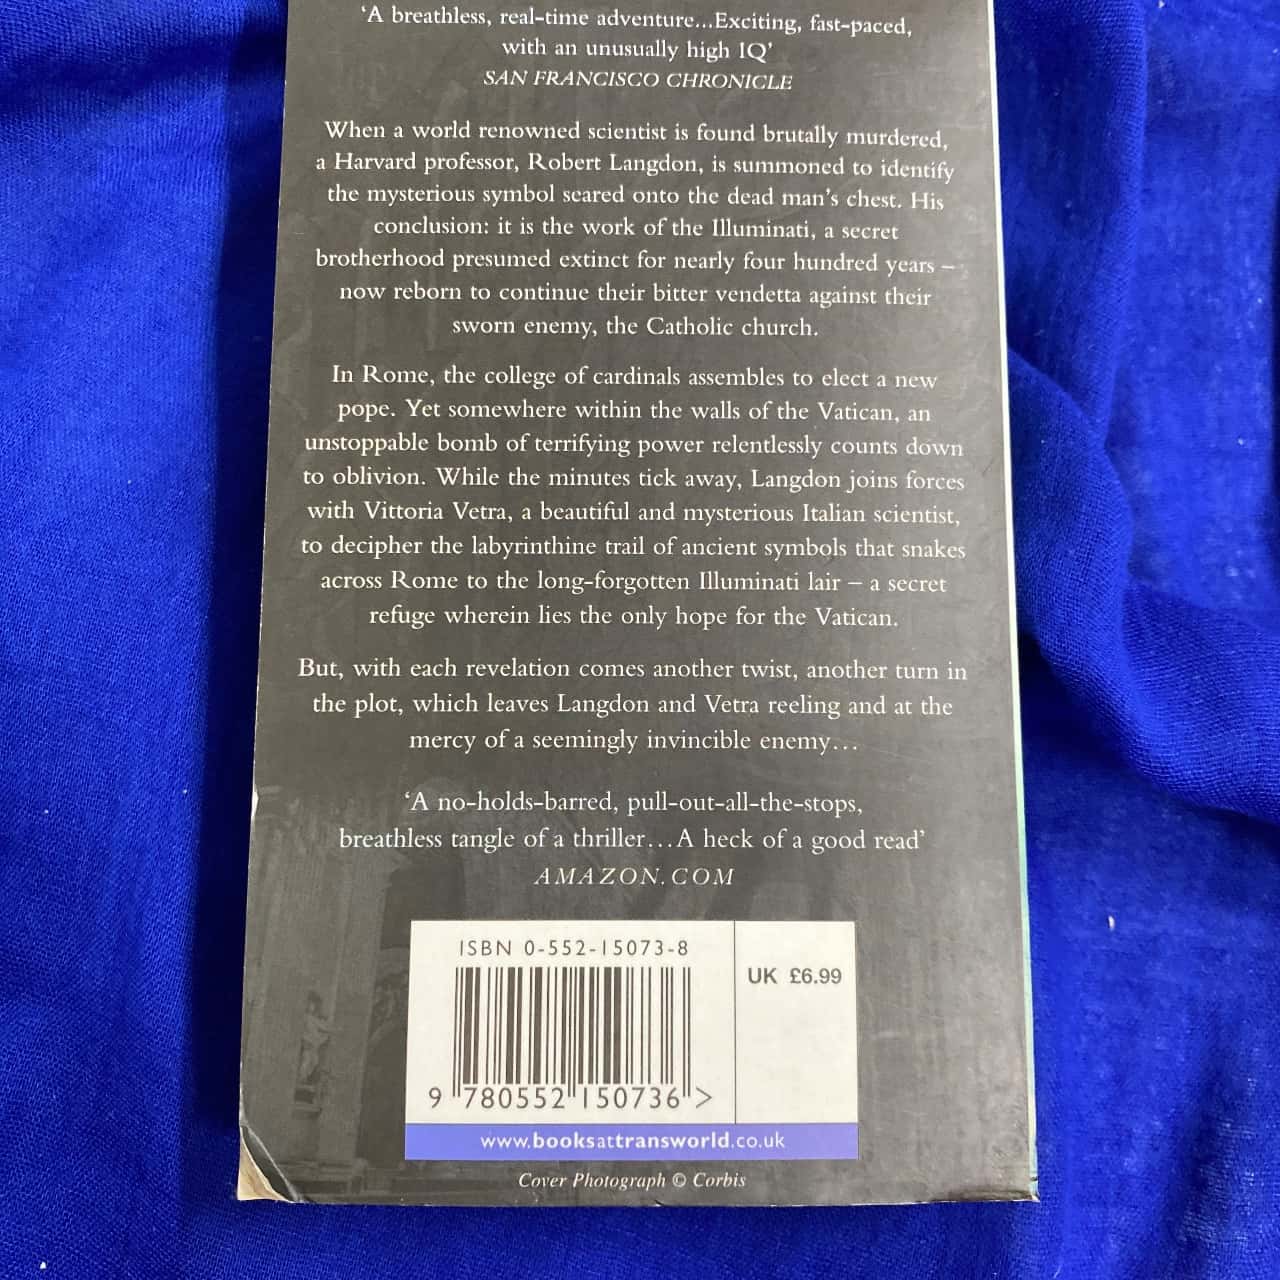 ‘A breathless, real-time adventure...Exciting, fast-paced,
with an unusually high IQ’
SAN FRANCISCO CHRONICLE
When a world renowned scientist is found brutally murdered,
a Harvard professor, Robert Langdon, is summoned to identify
the mysterious symbol seared onto the dead man’s chest. His
conclusion: it is the work of the Illuminati, a secret
brotherhood presumed extinct for nearly four hundred years –
now reborn to continue their bitter vendetta against their
sworn enemy, the Catholic church.
In Rome, the college of cardinals assembles to elect a new
pope. Yet somewhere within the walls of the Vatican, an
unstoppable bomb of terrifying power relentlessly counts down
to oblivion. While the minutes tick away, Langdon joins forces
with Vittoria Vetra, a beautiful and mysterious Italian scientist,
to decipher the labyrinthine trail of ancient symbols that snakes
across Rome to the long-forgotten Illuminati lair – a secret
refuge wherein lies the only hope for the Vatican.
But, with each revelation comes another twist, another turn in
the plot, which leaves Langdon and Vetra reeling and at the
mercy of a seemingly invincible enemy...
‘A no-holds-barred, pull-out-all-the-stops,
breathless tangle of a thriller...A heck of a good read’
AMAZON.COM
ISBN 0-552-15073-8
UK £6.99
9 780552 150736 >
www.booksattransworld.co.uk
Cover Photograph © Corbis